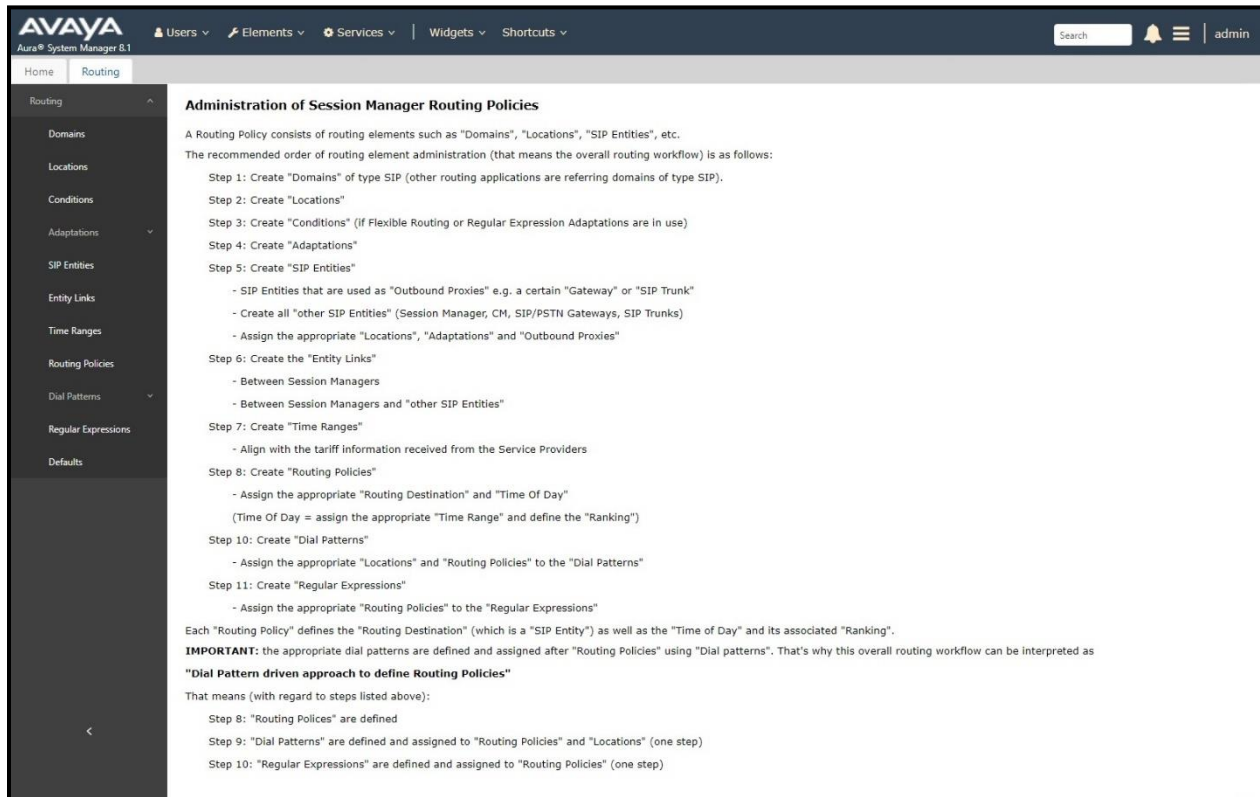 AVAYA
Aura® System Manager 8.1
Users Elements Services | Widgets Shortcuts Search | admin
Home Routing
Routing
Domains
Locations
Conditions
Adaptations
SIP Entities
Entity Links
Time Ranges
Routing Policies
Dial Patterns
Regular Expressions
Defaults
Administration of Session Manager Routing Policies
A Routing Policy consists of routing elements such as "Domains", "Locations", "SIP Entities", etc.
The recommended order of routing element administration (that means the overall routing workflow) is as follows:
Step 1: Create "Domains" of type SIP (other routing applications are referring domains of type SIP).
Step 2: Create "Locations"
Step 3: Create "Conditions" (if Flexible Routing or Regular Expression Adaptations are in use)
Step 4: Create "Adaptations"
Step 5: Create "SIP Entities"
- SIP Entities that are used as "Outbound Proxies" e.g. a certain "Gateway" or "SIP Trunk"
- Create all "other SIP Entities" (Session Manager, CM, SIP/PSTN Gateways, SIP Trunks)
- Assign the appropriate "Locations", "Adaptations" and "Outbound Proxies"
Step 6: Create the "Entity Links"
- Between Session Managers
- Between Session Managers and "other SIP Entities"
Step 7: Create "Time Ranges"
- Align with the tariff information received from the Service Providers
Step 8: Create "Routing Policies"
- Assign the appropriate "Routing Destination" and "Time Of Day"
(Time Of Day = assign the appropriate "Time Range" and define the "Ranking")
Step 10: Create "Dial Patterns"
- Assign the appropriate "Locations" and "Routing Policies" to the "Dial Patterns"
Step 11: Create "Regular Expressions"
- Assign the appropriate "Routing Policies" to the "Regular Expressions"
Each "Routing Policy" defines the "Routing Destination" (which is a "SIP Entity") as well as the "Time of Day" and its associated "Ranking".
IMPORTANT: the appropriate dial patterns are defined and assigned after "Routing Policies" using "Dial patterns". That's why this overall routing workflow can be interpreted as
"Dial Pattern driven approach to define Routing Policies"
That means (with regard to steps listed above):
Step 8: "Routing Polices" are defined
Step 9: "Dial Patterns" are defined and assigned to "Routing Policies" and "Locations" (one step)
Step 10: "Regular Expressions" are defined and assigned to "Routing Policies" (one step)